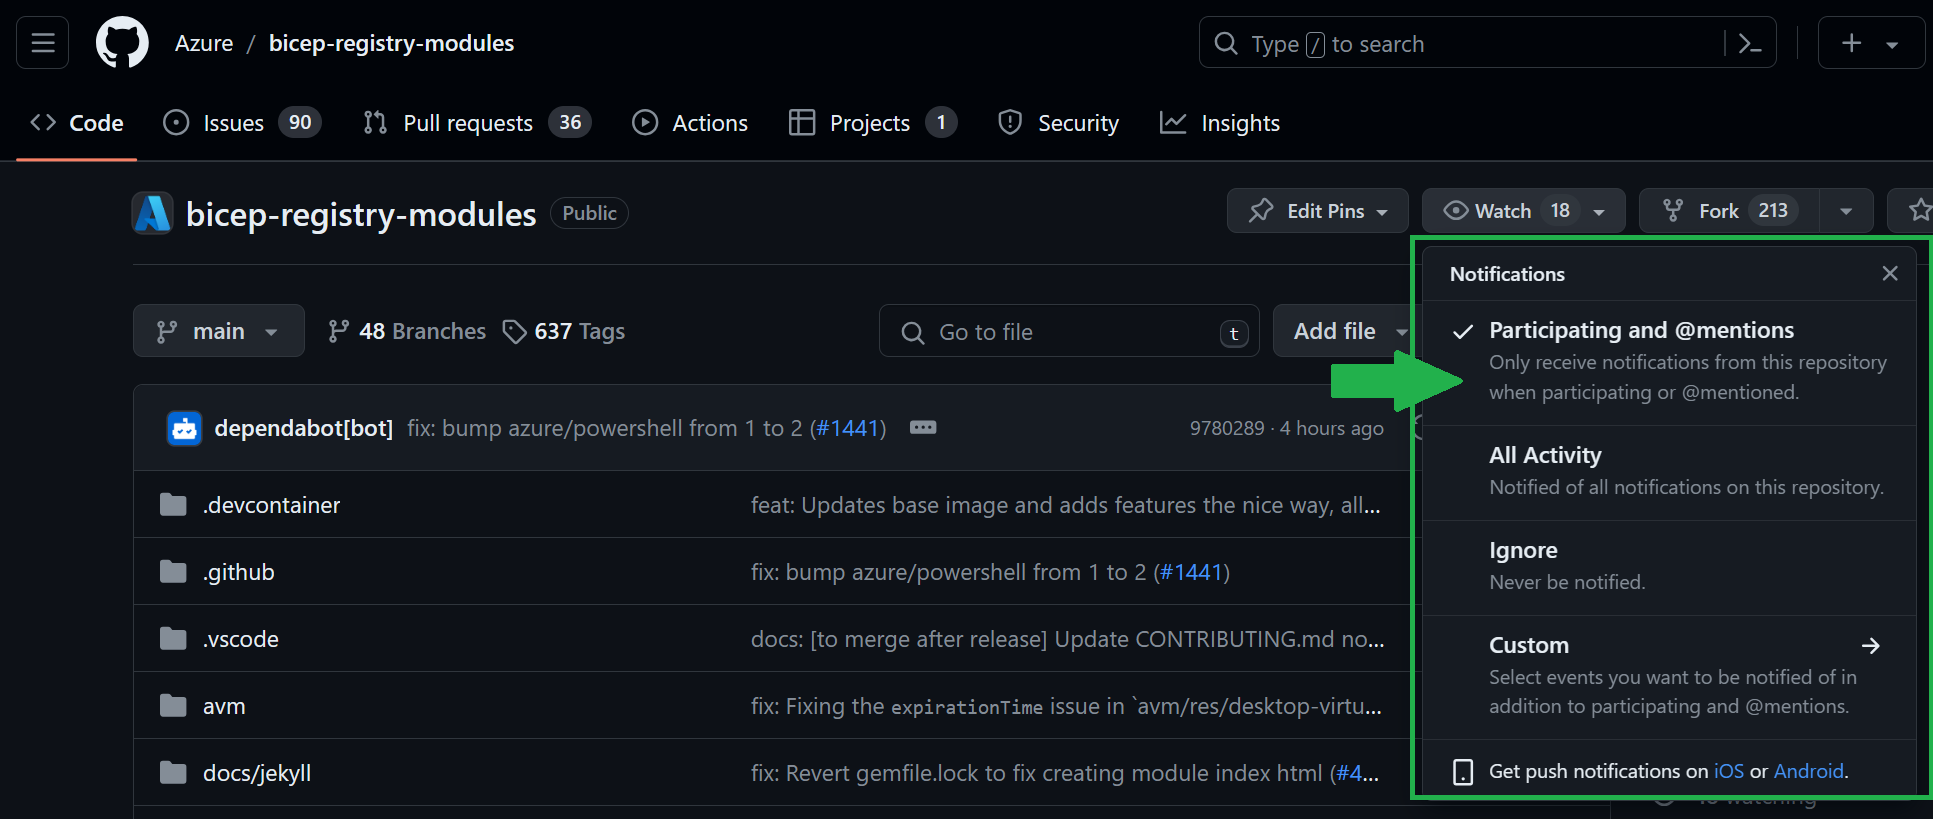 Azure / bicep-registry-modules
Type / to search
Code
Issues 90
Pull requests 36
Actions
Projects 1
Security
Insights
bicep-registry-modules Public
Edit Pins
Watch 18
Fork 213
main
48 Branches
637 Tags
Go to file t
Add file
dependabot[bot] fix: bump azure/powershell from 1 to 2 (#1441)
9780289 · 4 hours ago
.devcontainer feat: Updates base image and adds features the nice way, all...
.github fix: bump azure/powershell from 1 to 2 (#1441)
.vscode docs: [to merge after release] Update CONTRIBUTING.md no...
avm fix: Fixing the expirationTime issue in `avm/res/desktop-virtu...
docs/jekyll fix: Revert gemfile.lock to fix creating module index html (#4...
Notifications
Participating and @mentions
Only receive notifications from this repository
when participating or @mentioned.
All Activity
Notified of all notifications on this repository.
Ignore
Never be notified.
Custom
Select events you want to be notified of in
addition to participating and @mentions.
Get push notifications on iOS or Android.
watching